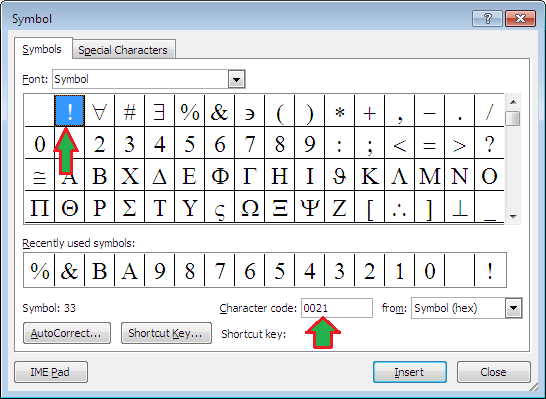 Symbol
Symbols Special Characters
Font: Symbol
! ∀ # ∃ % & ϶ ( ) ∗ + , − . /
0 2 3 4 5 6 7 8 9 : ; < = > ?
≅ Α Β Χ Δ Ε Φ Γ Η Ι ϑ Κ Λ Μ Ν Ο
Π Θ Ρ Σ Τ Υ ς Ω Ξ Ψ Ζ [ ∴ ] ⊥ _
Recently used symbols:
% & Β Α 9 8 7 6 5 4 3 2 1 0 !
Symbol: 33 Character code: 0021 from: Symbol (hex)
AutoCorrect... Shortcut Key... Shortcut key:
IME Pad Insert Close